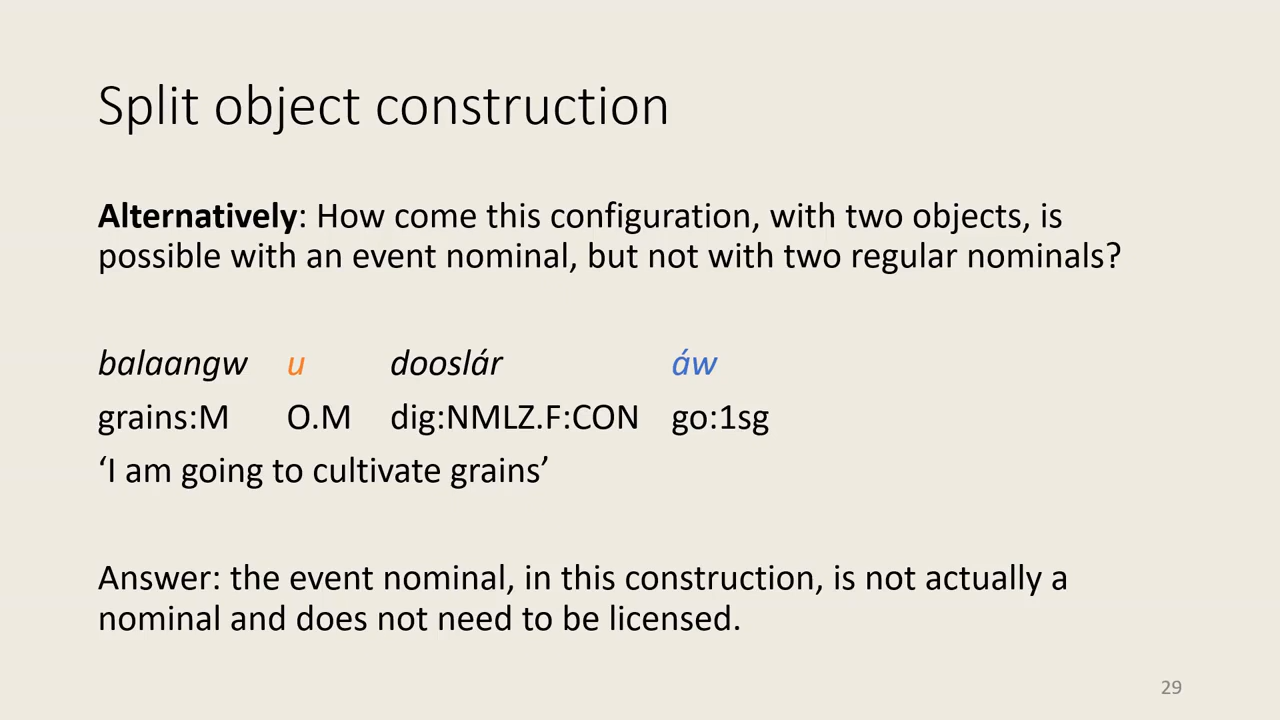 Split object construction
Alternatively: How come this configuration, with two objects, is
possible with an event nominal, but not with two regular nominals?
balaangw u dooslár áw
grains:M O.M dig:NMLZ.F:CON go:1sg
‘I am going to cultivate grains’
Answer: the event nominal, in this construction, is not actually a
nominal and does not need to be licensed.
29